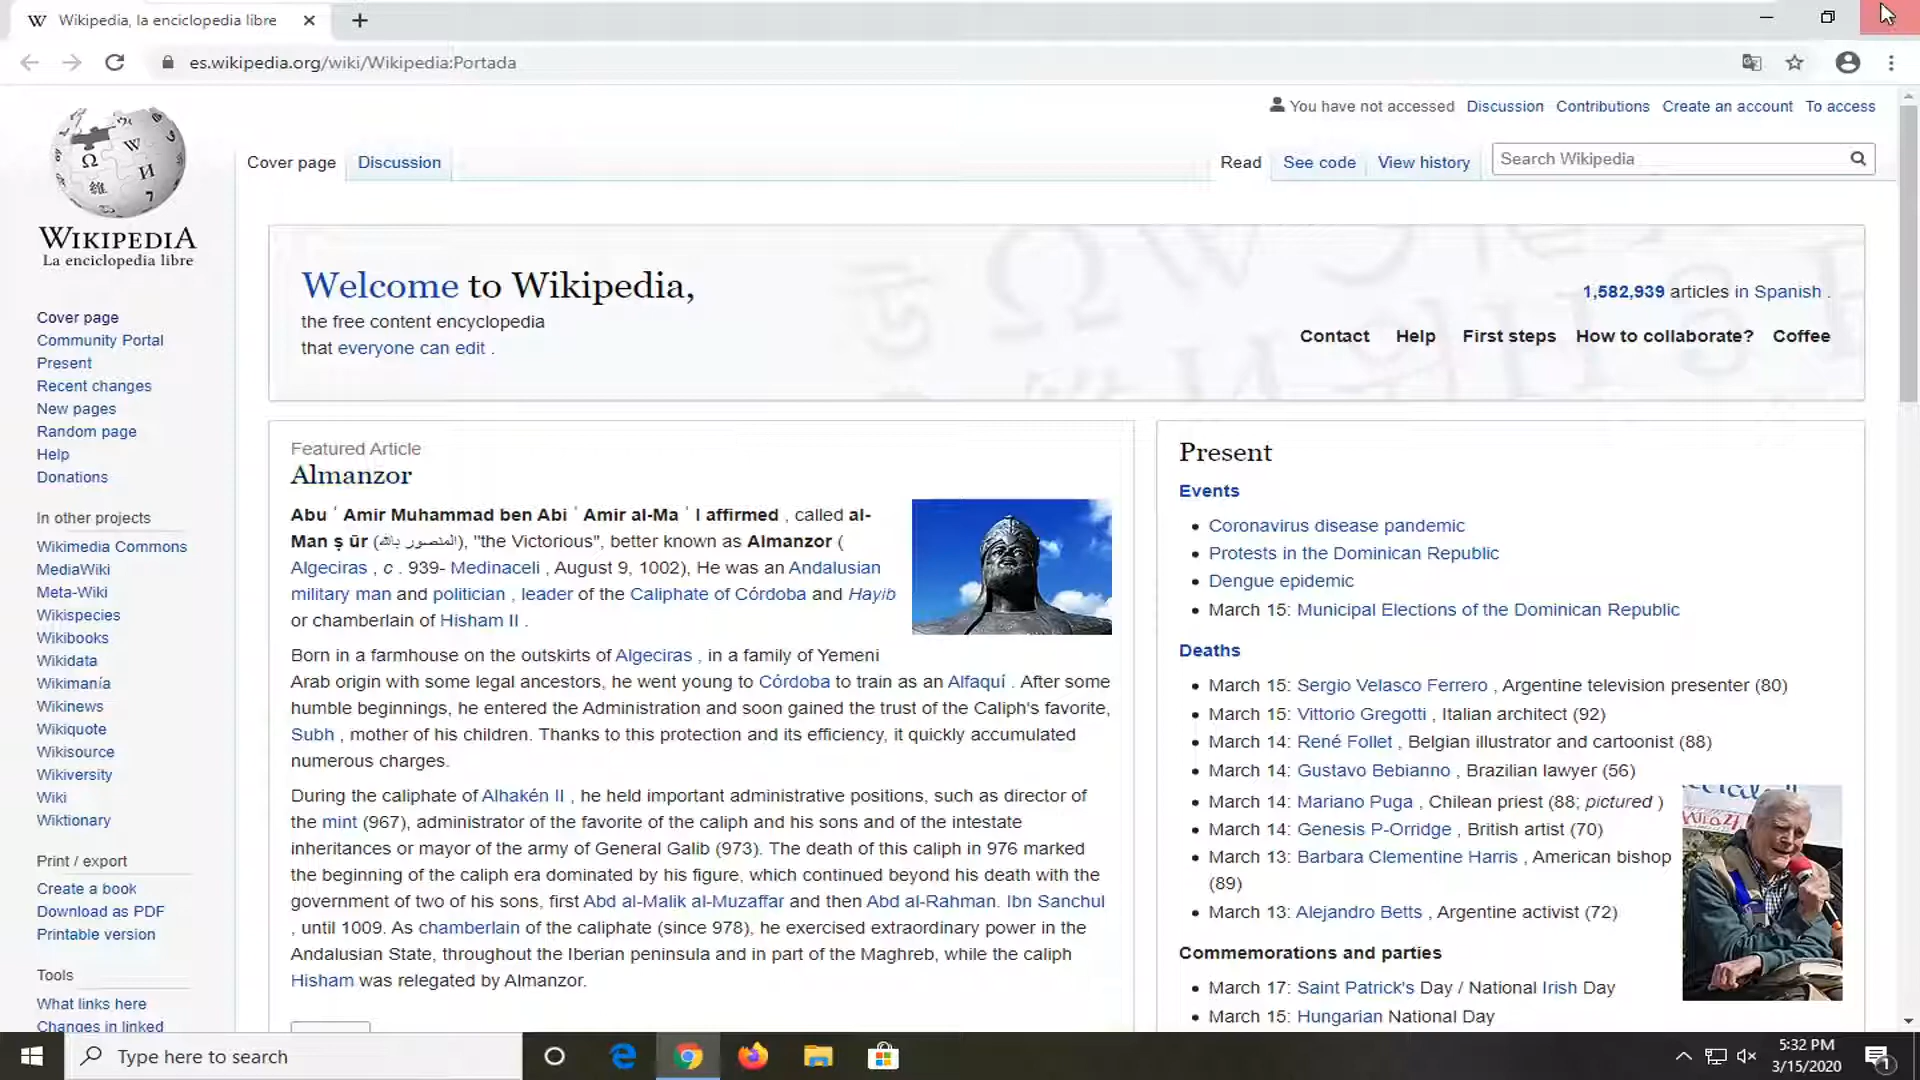 Wikipedia, la enciclopedia libre
es.wikipedia.org/wiki/Wikipedia:Portada
You have not accessed Discussion Contributions Create an account To access
Cover page Discussion Read See code View history Search Wikipedia
WIKIPEDIA
La enciclopedia libre
Cover page
Community Portal
Present
Recent changes
New pages
Random page
Help
Donations
In other projects
Wikimedia Commons
MediaWiki
Meta-Wiki
Wikispecies
Wikibooks
Wikidata
Wikimanía
Wikinews
Wikiquote
Wikisource
Wikiversity
Wiki
Wiktionary
Print / export
Create a book
Download as PDF
Printable version
Tools
What links here
Changes in linked
Welcome to Wikipedia,
the free content encyclopedia
that everyone can edit .
1,582,939 articles in Spanish .
Contact Help First steps How to collaborate? Coffee
Featured Article
Almanzor
Abu ʿ Amir Muhammad ben Abi ʿ Amir al-Ma ʿ I affirmed , called al-
Man ṣ ūr (المنصور بالله), "the Victorious", better known as Almanzor (
Algeciras , c . 939- Medinaceli , August 9, 1002), He was an Andalusian
military man and politician , leader of the Caliphate of Córdoba and Hayib
or chamberlain of Hisham II .
Born in a farmhouse on the outskirts of Algeciras , in a family of Yemeni
Arab origin with some legal ancestors, he went young to Córdoba to train as an Alfaquí . After some
humble beginnings, he entered the Administration and soon gained the trust of the Caliph's favorite,
Subh , mother of his children. Thanks to this protection and its efficiency, it quickly accumulated
numerous charges.
During the caliphate of Alhakén II , he held important administrative positions, such as director of
the mint (967), administrator of the favorite of the caliph and his sons and of the intestate
inheritances or mayor of the army of General Galib (973). The death of this caliph in 976 marked
the beginning of the caliph era dominated by his figure, which continued beyond his death with the
government of two of his sons, first Abd al-Malik al-Muzaffar and then Abd al-Rahman. Ibn Sanchul
, until 1009. As chamberlain of the caliphate (since 978), he exercised extraordinary power in the
Andalusian State, throughout the Iberian peninsula and in part of the Maghreb, while the caliph
Hisham was relegated by Almanzor.
Present
Events
Coronavirus disease pandemic
Protests in the Dominican Republic
Dengue epidemic
March 15: Municipal Elections of the Dominican Republic
Deaths
March 15: Sergio Velasco Ferrero , Argentine television presenter (80)
March 15: Vittorio Gregotti , Italian architect (92)
March 14: René Follet , Belgian illustrator and cartoonist (88)
March 14: Gustavo Bebianno , Brazilian lawyer (56)
March 14: Mariano Puga , Chilean priest (88; pictured )
March 14: Genesis P-Orridge , British artist (70)
March 13: Barbara Clementine Harris , American bishop
(89)
March 13: Alejandro Betts , Argentine activist (72)
Commemorations and parties
March 17: Saint Patrick's Day / National Irish Day
March 15: Hungarian National Day
Type here to search
5:32 PM
3/15/2020
1